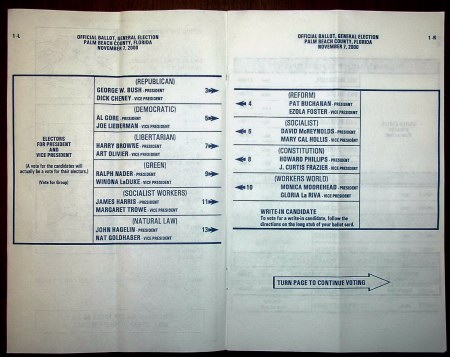 1-L
OFFICIAL BALLOT, GENERAL ELECTION
PALM BEACH COUNTY, FLORIDA
NOVEMBER 7, 2000
ELECTORS
FOR PRESIDENT
AND
VICE PRESIDENT
(A vote for the candidates will
actually be a vote for their electors.)
(Vote for Group)
(REPUBLICAN)
GEORGE W. BUSH - PRESIDENT 3
DICK CHENEY - VICE PRESIDENT
(DEMOCRATIC)
AL GORE - PRESIDENT 5
JOE LIEBERMAN - VICE PRESIDENT
(LIBERTARIAN)
HARRY BROWNE - PRESIDENT 7
ART OLIVIER - VICE PRESIDENT
(GREEN)
RALPH NADER - PRESIDENT 9
WINONA LaDUKE - VICE PRESIDENT
(SOCIALIST WORKERS)
JAMES HARRIS - PRESIDENT 11
MARGARET TROWE - VICE PRESIDENT
(NATURAL LAW)
JOHN HAGELIN - PRESIDENT 13
NAT GOLDHABER - VICE PRESIDENT
OFFICIAL BALLOT, GENERAL ELECTION
PALM BEACH COUNTY, FLORIDA
NOVEMBER 7, 2000
1-R
(REFORM)
4 PAT BUCHANAN - PRESIDENT
EZOLA FOSTER - VICE PRESIDENT
(SOCIALIST)
6 DAVID McREYNOLDS - PRESIDENT
MARY CAL HOLLIS - VICE PRESIDENT
(CONSTITUTION)
8 HOWARD PHILLIPS - PRESIDENT
J. CURTIS FRAZIER - VICE PRESIDENT
(WORKERS WORLD)
10 MONICA MOOREHEAD - PRESIDENT
GLORIA La RIVA - VICE PRESIDENT
WRITE-IN CANDIDATE
To vote for a write-in candidate, follow the
directions on the long stub of your ballot card.
TURN PAGE TO CONTINUE VOTING